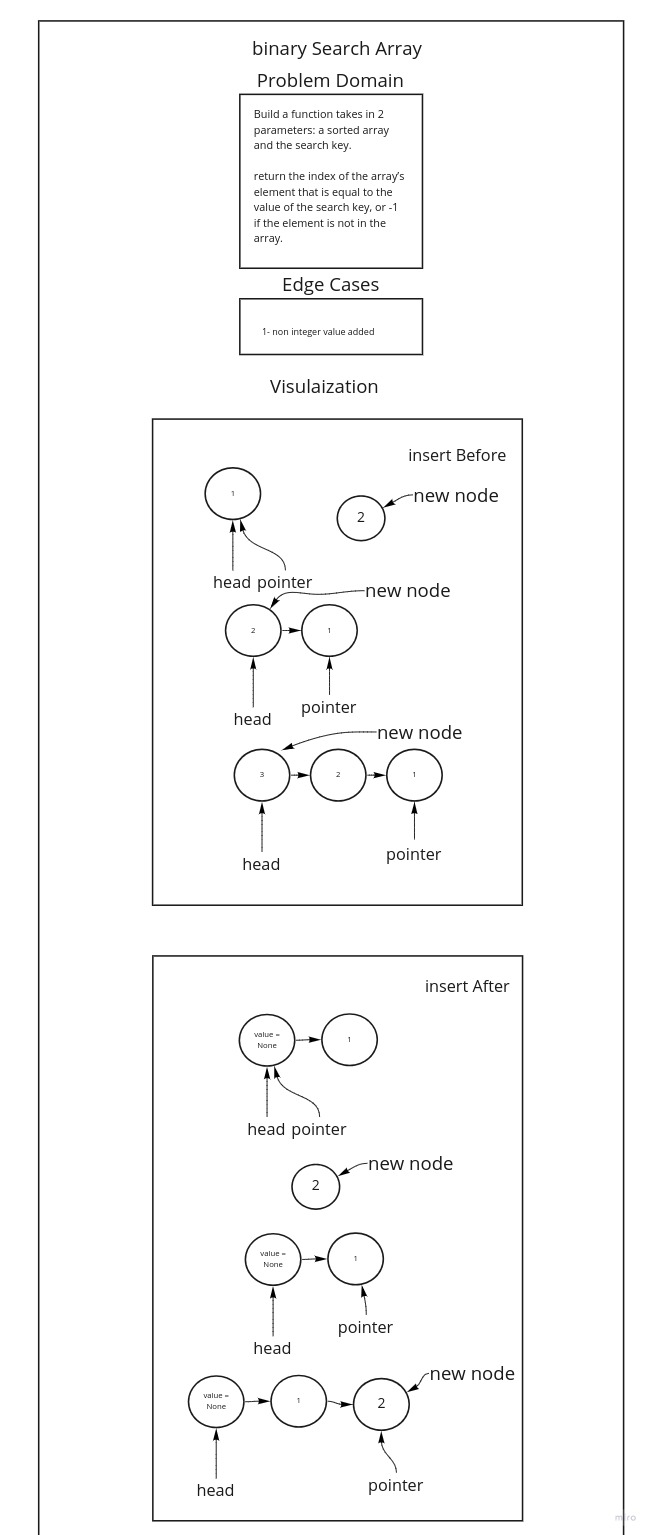 binary Search Array
Problem Domain
Build a function takes in 2
parameters: a sorted array
and the search key.
return the index of the array's
element that is equal to the
value of the search key, or -1
if the element is not in the
array.
Edge Cases
1- non integer value added
Visulaization
insert Before
1
new node
2
head pointer
new node
2
1
pointer
head
new node
3
2
1
pointer
head
insert After
value =
None
1
head pointer
new node
2
value =
None
1
pointer
head
new node
value =
None
1
2
pointer
head
miro